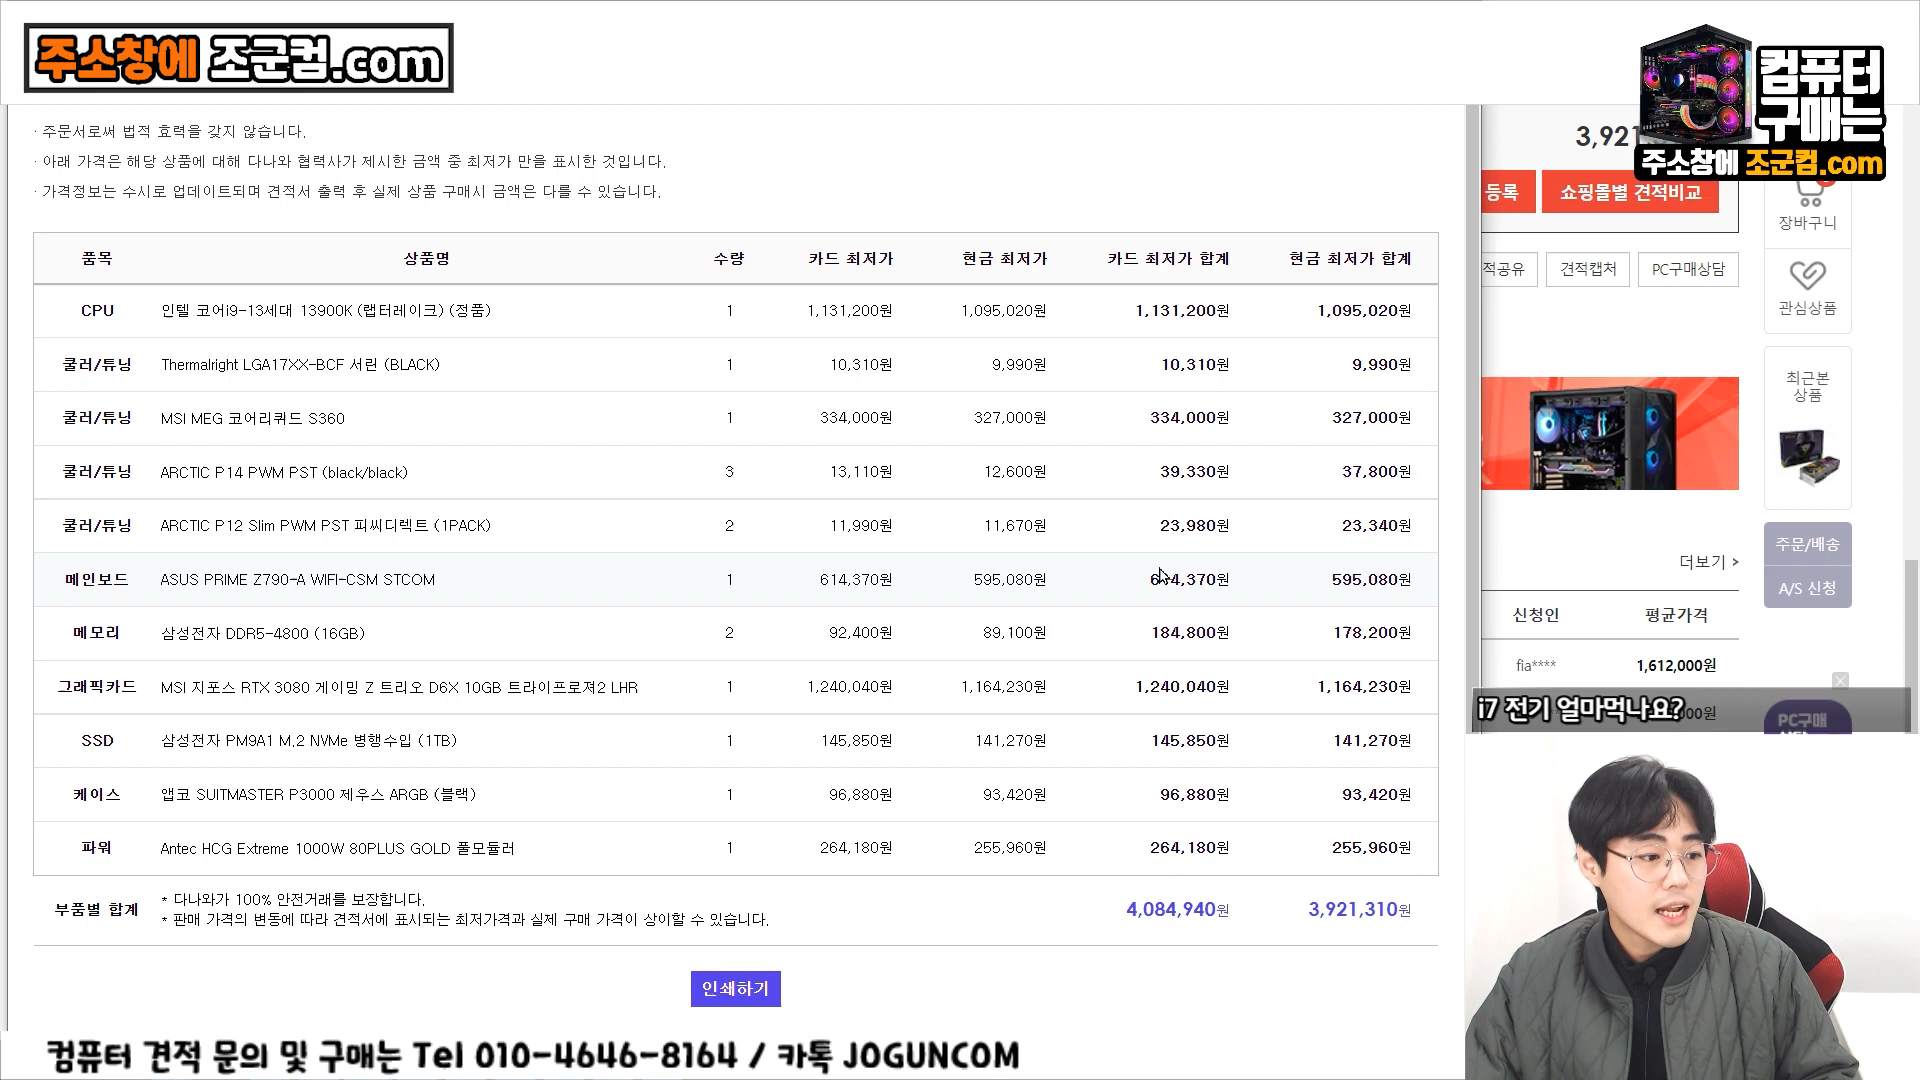 주소창에 조군컴.com
컴퓨터
구매는
주소창에 조군컴.com
· 주문서로써 법적 효력을 갖지 않습니다.
· 아래 가격은 해당 상품에 대해 다나와 협력사가 제시한 금액 중 최저가 만을 표시한 것입니다.
· 가격정보는 수시로 업데이트되며 견적서 출력 후 실제 상품 구매시 금액은 다를 수 있습니다.
품목 상품명 수량 카드 최저가 현금 최저가 카드 최저가 합계 현금 최저가 합계
CPU 인텔 코어i9-13세대 13900K (랩터레이크) (정품) 1 1,131,200원 1,095,020원 1,131,200원 1,095,020원
쿨러/튜닝 Thermalright LGA17XX-BCF 서린 (BLACK) 1 10,310원 9,990원 10,310원 9,990원
쿨러/튜닝 MSI MEG 코어리쿼드 S360 1 334,000원 327,000원 334,000원 327,000원
쿨러/튜닝 ARCTIC P14 PWM PST (black/black) 3 13,110원 12,600원 39,330원 37,800원
쿨러/튜닝 ARCTIC P12 Slim PWM PST 피씨디렉트 (1PACK) 2 11,990원 11,670원 23,980원 23,340원
메인보드 ASUS PRIME Z790-A WIFI-CSM STCOM 1 614,370원 595,080원 614,370원 595,080원
메모리 삼성전자 DDR5-4800 (16GB) 2 92,400원 89,100원 184,800원 178,200원
그래픽카드 MSI 지포스 RTX 3080 게이밍 Z 트리오 D6X 10GB 트라이프로져2 LHR 1 1,240,040원 1,164,230원 1,240,040원 1,164,230원
SSD 삼성전자 PM9A1 M.2 NVMe 병행수입 (1TB) 1 145,850원 141,270원 145,850원 141,270원
케이스 앱코 SUITMASTER P3000 제우스 ARGB (블랙) 1 96,880원 93,420원 96,880원 93,420원
파워 Antec HCG Extreme 1000W 80PLUS GOLD 풀모듈러 1 264,180원 255,960원 264,180원 255,960원
부품별 합계 * 다나와가 100% 안전거래를 보장합니다. 4,084,940원 3,921,310원
* 판매 가격의 변동에 따라 견적서에 표시되는 최저가격과 실제 구매 가격이 상이할 수 있습니다.
인쇄하기
컴퓨터 견적 문의 및 구매는 Tel 010-4646-8164 / 카톡 JOGUNCOM
3,921
등록 쇼핑몰별 견적비교
적공유 견적캡처 PC구매상담
장바구니
관심상품
최근본
상품
주문/배송
A/S 신청
더보기 >
신청인 평균가격
fia**** 1,612,000원
i7 전기 얼마먹나요? 000원
PC구매